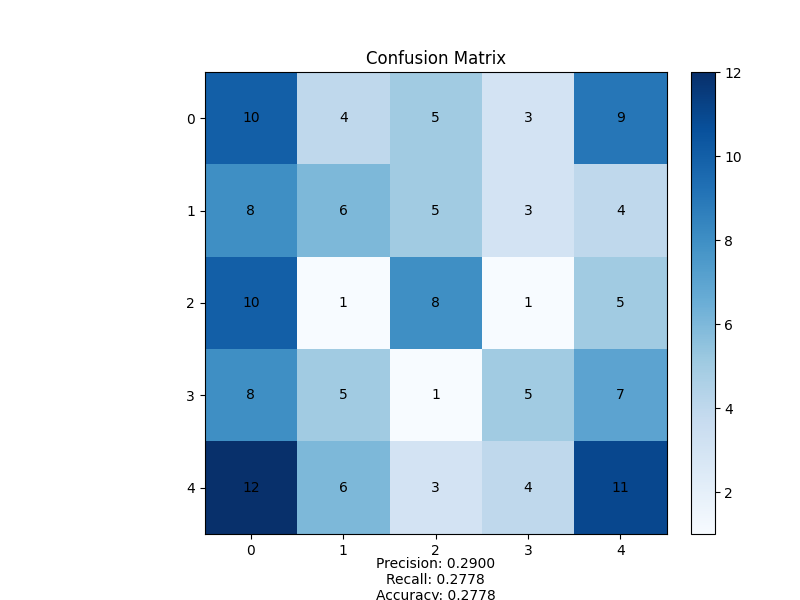 Confusion Matrix
0 10 4 5 3 9 12
1 8 6 5 3 4 10
2 10 1 8 1 5 8
3 8 5 1 5 7 6
4 12 6 3 4 11 4
2
0 1 2 3 4
Precision: 0.2900
Recall: 0.2778
Accuracy: 0.2778